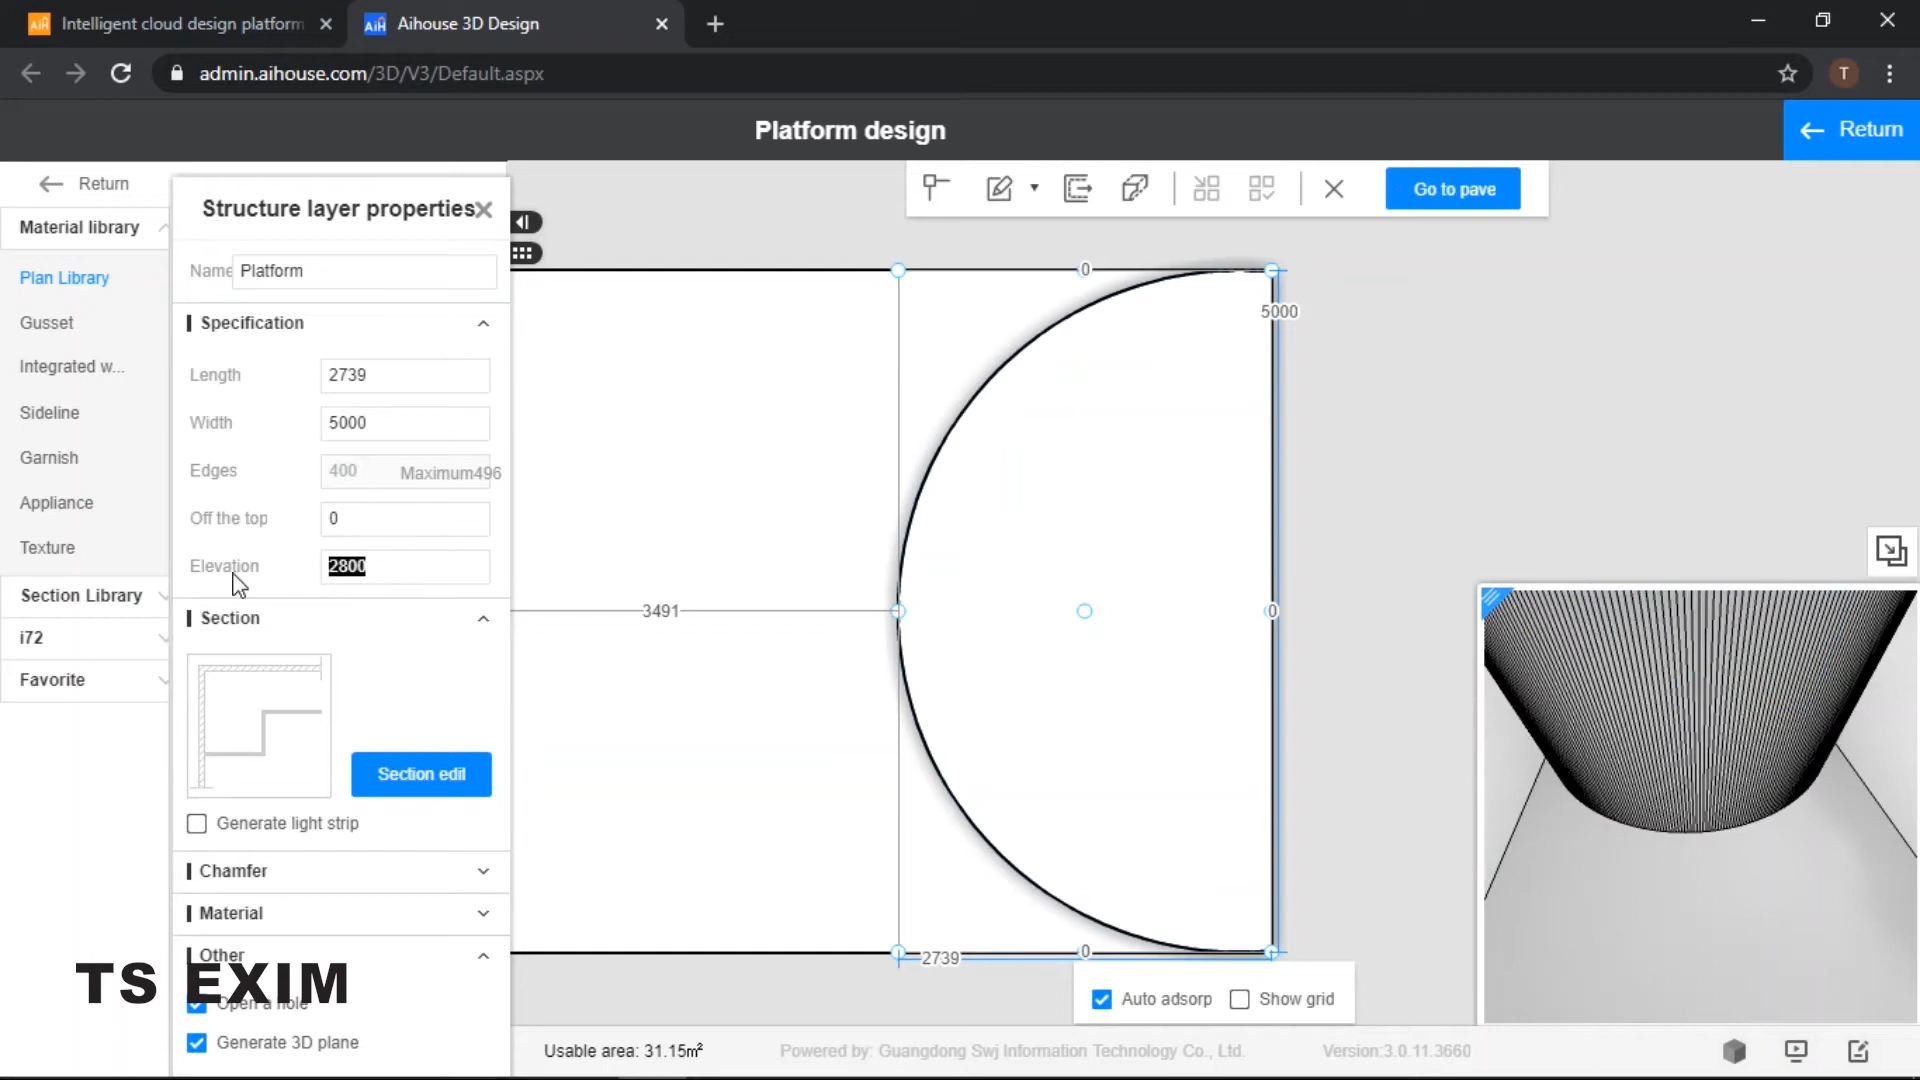 Intelligent cloud design platform
Aihouse 3D Design
admin.aihouse.com/3D/V3/Default.aspx
T
Platform design
Return
Return
Material library
Plan Library
Gusset
Integrated w...
Sideline
Garnish
Appliance
Texture
Section Library
i72
Favorite
Structure layer properties
Name Platform
Specification
Length 2739
Width 5000
Edges 400 Maximum496
Off the top 0
Elevation 2800
Section
Section edit
Generate light strip
Chamfer
Material
Other
Open a hole
Generate 3D plane
TS EXIM
Go to pave
0
5000
3491
0
2739
0
Auto adsorp
Show grid
Usable area: 31.15㎡
Powered by: Guangdong Swj Information Technology Co., Ltd.
Version:3.0.11.3660